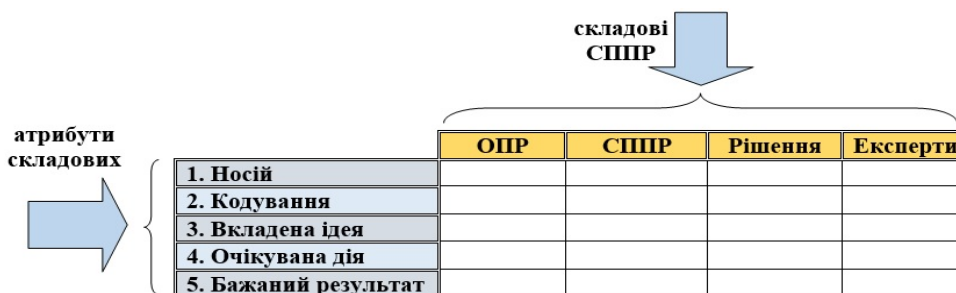 складові
СППР
атрибути
складових
ОПР СППР Рішення Експерти
1. Носій
2. Кодування
3. Вкладена ідея
4. Очікувана дія
5. Бажаний результат